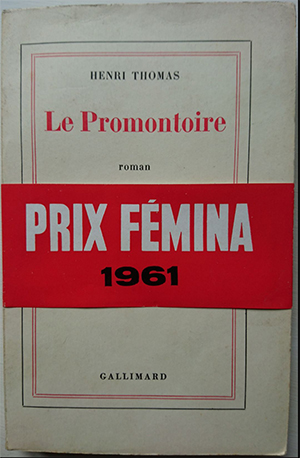 HENRI THOMAS
Le Promontoire
roman
PRIX FÉMINA
1961
GALLIMARD